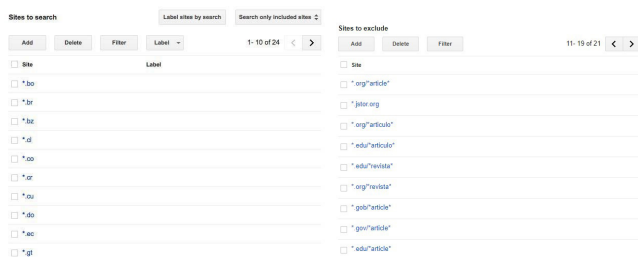 Sites to search
Label sites by search
Search only included sites
Add
Delete
Filter
Label
1- 10 of 24
Site
Label
*.bo
*.br
*.bz
*.cl
*.co
*.cr
*.cu
*.do
*.ec
*.gt
Sites to exclude
Add
Delete
Filter
11- 19 of 21
Site
*.org/*article*
*.jstor.org
*.org/*articulo*
*.edu/*articulo*
*.edu/*revista*
*.org/*revista*
*.gob/*article*
*.gov/*article*
*.edu/*article*